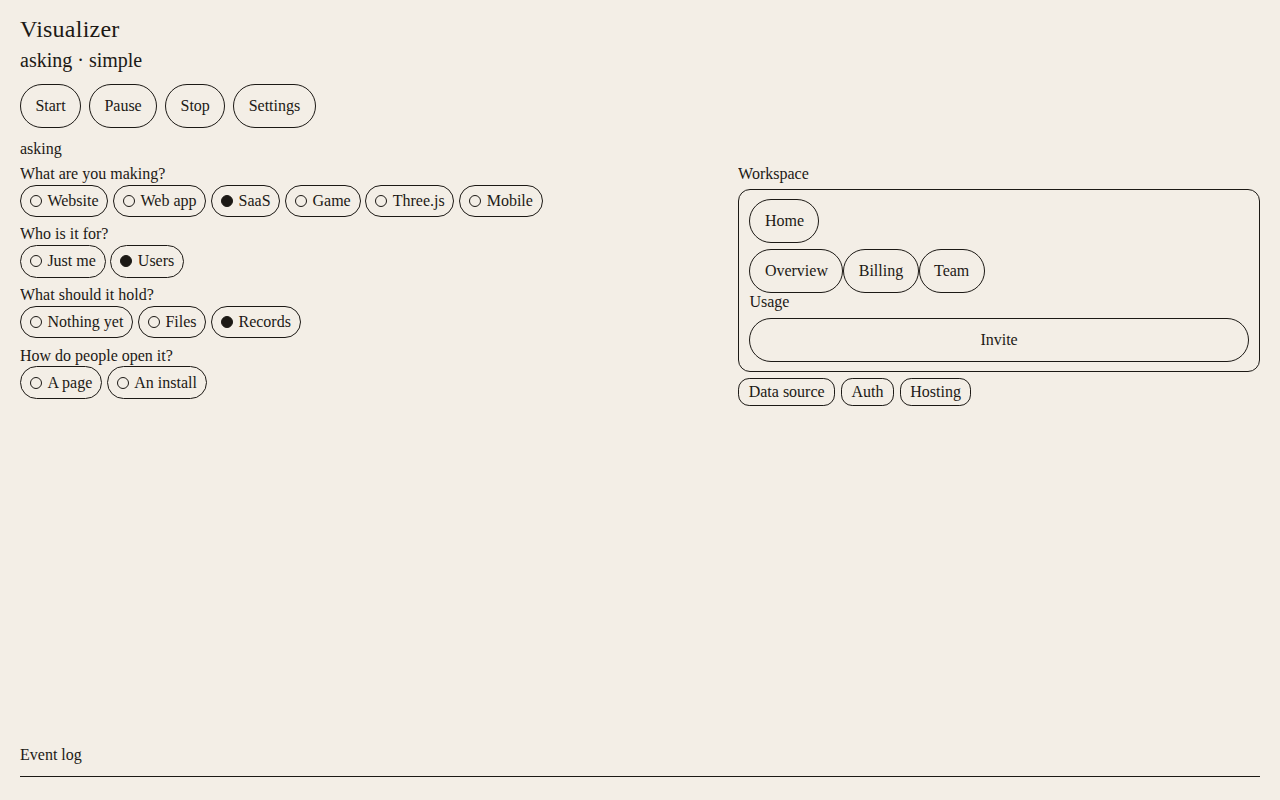 Visualizer
asking · simple
Start Pause Stop Settings
asking
What are you making?
Website Web app SaaS Game Three.js Mobile
Who is it for?
Just me Users
What should it hold?
Nothing yet Files Records
How do people open it?
A page An install
Workspace
Home
Overview Billing Team
Usage
Invite
Data source Auth Hosting
Event log